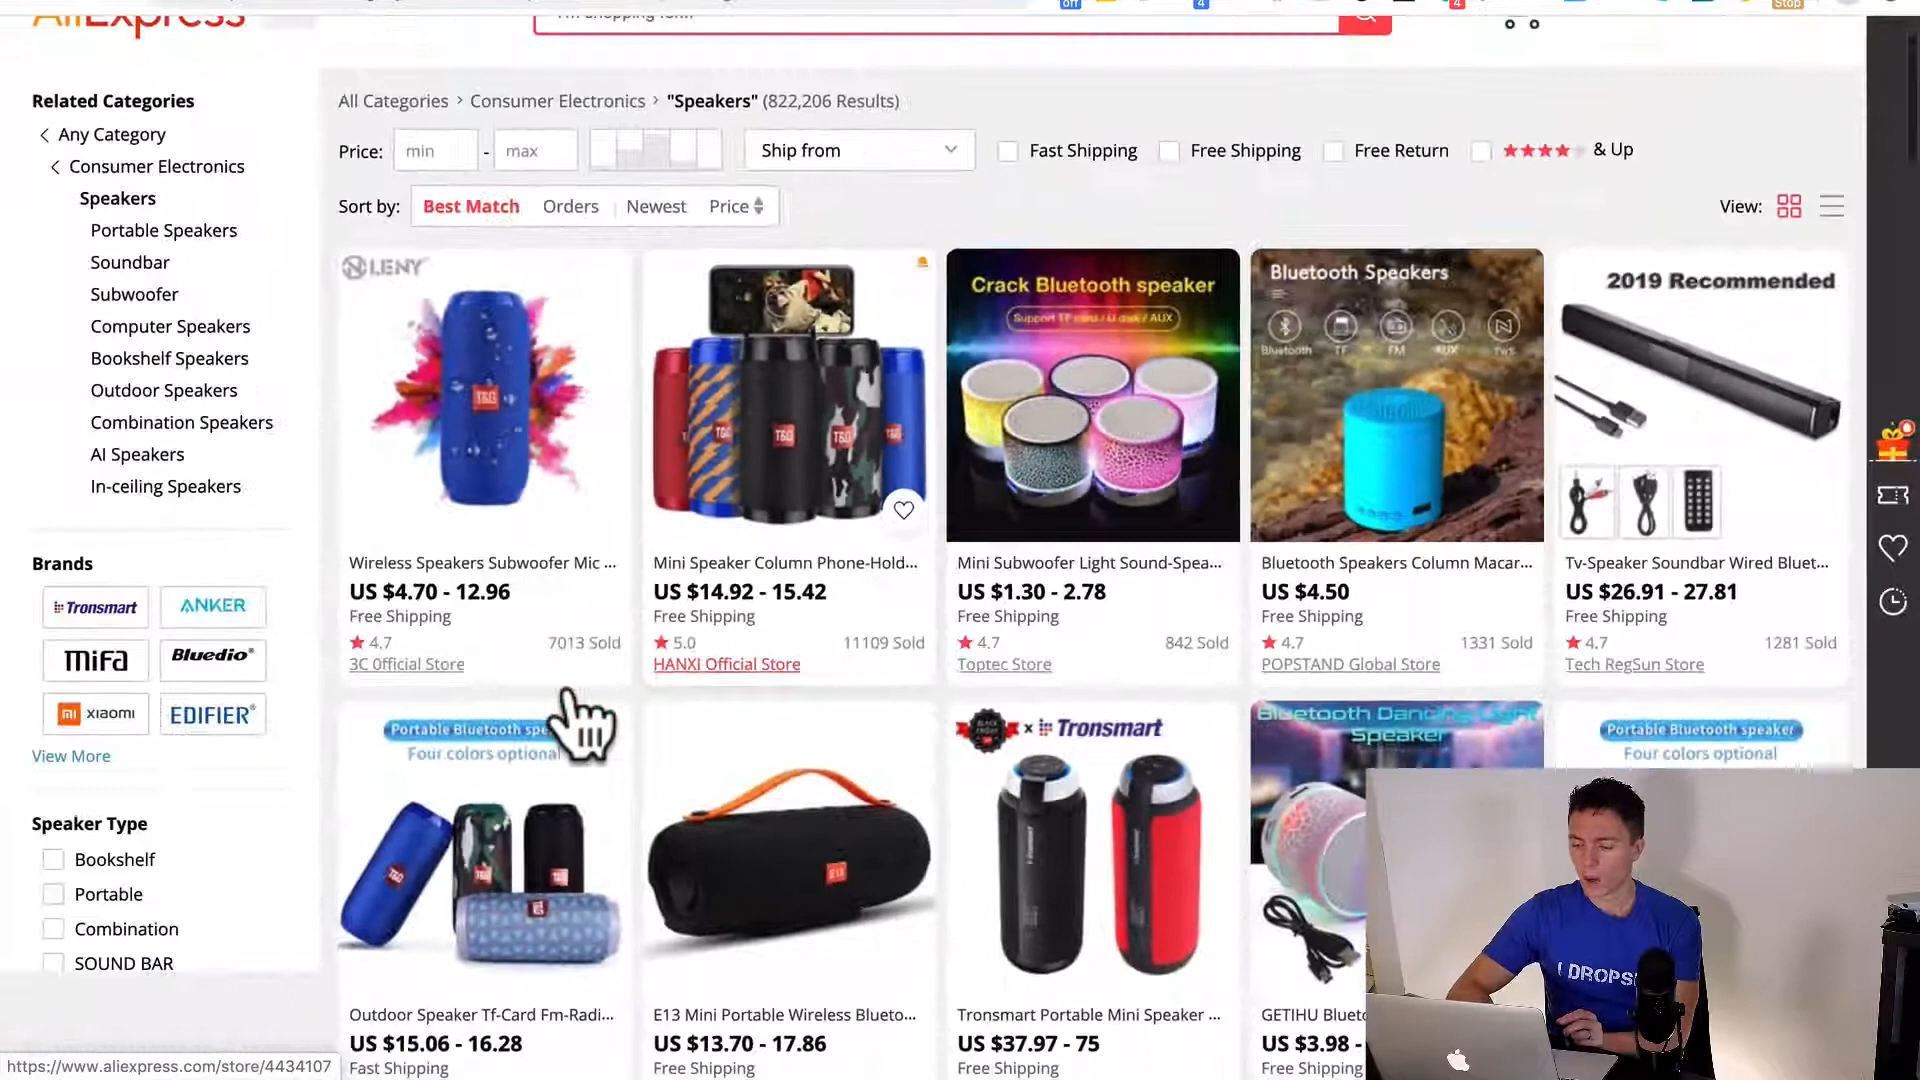 AliExpress
off
4
4
Stop
Related Categories
Any Category
Consumer Electronics
Speakers
Portable Speakers
Soundbar
Subwoofer
Computer Speakers
Bookshelf Speakers
Outdoor Speakers
Combination Speakers
AI Speakers
In-ceiling Speakers
Brands
Tronsmart
ANKER
mifa
Bluedio
xiaomi
EDIFIER
View More
Speaker Type
Bookshelf
Portable
Combination
SOUND BAR
All Categories > Consumer Electronics > "Speakers" (822,206 Results)
Price: min - max Ship from Fast Shipping Free Shipping Free Return & Up
Sort by: Best Match Orders Newest Price View:
LENY
T&G
Wireless Speakers Subwoofer Mic ...
US $4.70 - 12.96
Free Shipping
4.7 7013 Sold
3C Official Store
T&G
T&G
T&G
Mini Speaker Column Phone-Hold...
US $14.92 - 15.42
Free Shipping
5.0 11109 Sold
HANXI Official Store
Crack Bluetooth speaker
Mini Subwoofer Light Sound-Spea...
US $1.30 - 2.78
Free Shipping
4.7 842 Sold
Toptec Store
Bluetooth Speakers
Bluetooth TF FM AUX TWS
Bluetooth Speakers Column Macar...
US $4.50
Free Shipping
4.7 1331 Sold
POPSTAND Global Store
2019 Recommended
Tv-Speaker Soundbar Wired Bluet...
US $26.91 - 27.81
Free Shipping
4.7 1281 Sold
Tech RegSun Store
Portable Bluetooth spe
Four colors optional
T&G
T&G
T&G
Outdoor Speaker Tf-Card Fm-Radi...
US $15.06 - 16.28
Fast Shipping
E13
E13 Mini Portable Wireless Blueto...
US $13.70 - 17.86
Free Shipping
x Tronsmart
Tronsmart Portable Mini Speaker ...
US $37.97 - 75
Free Shipping
Bluetooth Dancing Light
Speaker
GETIHU Bluet
US $3.98 -
Free Shipping
Portable Bluetooth speaker
Four colors optional
I DROPS
https://www.aliexpress.com/store/4434107